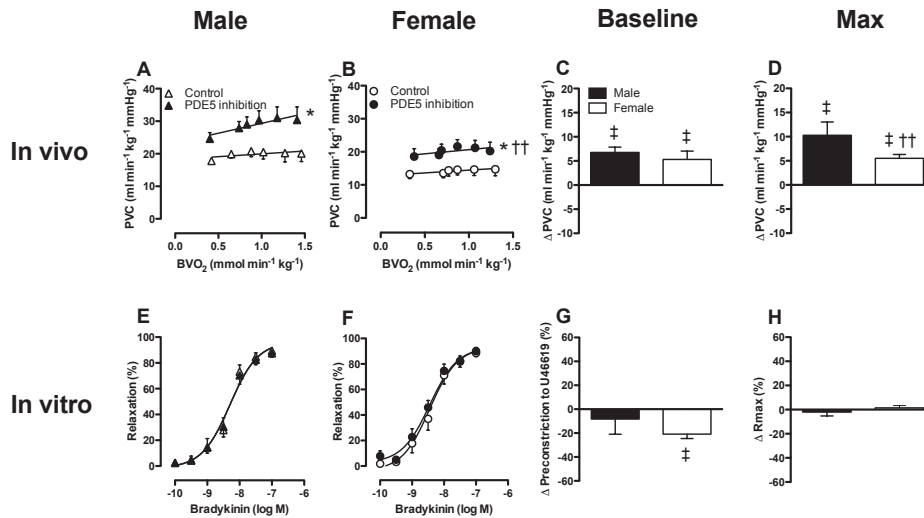 Male Female Baseline Max
In vivo
A
Control
PDE5 inhibition
*
PVC (ml min⁻¹ kg⁻¹ mmHg⁻¹)
40
30
20
10
0
0.0 0.5 1.0 1.5
BVO₂ (mmol min⁻¹ kg⁻¹)
B
Control
PDE5 inhibition
* ††
PVC (ml min⁻¹ kg⁻¹ mmHg⁻¹)
40
30
20
10
0
0.0 0.5 1.0 1.5
BVO₂ (mmol min⁻¹ kg⁻¹)
C
Male
Female
‡ ‡
Δ PVC (ml min⁻¹ kg⁻¹ mmHg⁻¹)
20
15
10
5
0
5
-10
D
‡
‡ ††
Δ PVC (ml min⁻¹ kg⁻¹ mmHg⁻¹)
20
15
10
5
0
5
-10
In vitro
E
Relaxation (%)
100
80
60
40
20
0
-10 -9 -8 -7 -6
Bradykinin (log M)
F
Relaxation (%)
100
80
60
40
20
0
-10 -9 -8 -7 -6
Bradykinin (log M)
G
Δ Preconstriction to U46619 (%)
60
40
20
0
-20
-40
-60
‡
H
Δ Rmax (%)
60
40
20
0
-20
-40
-60